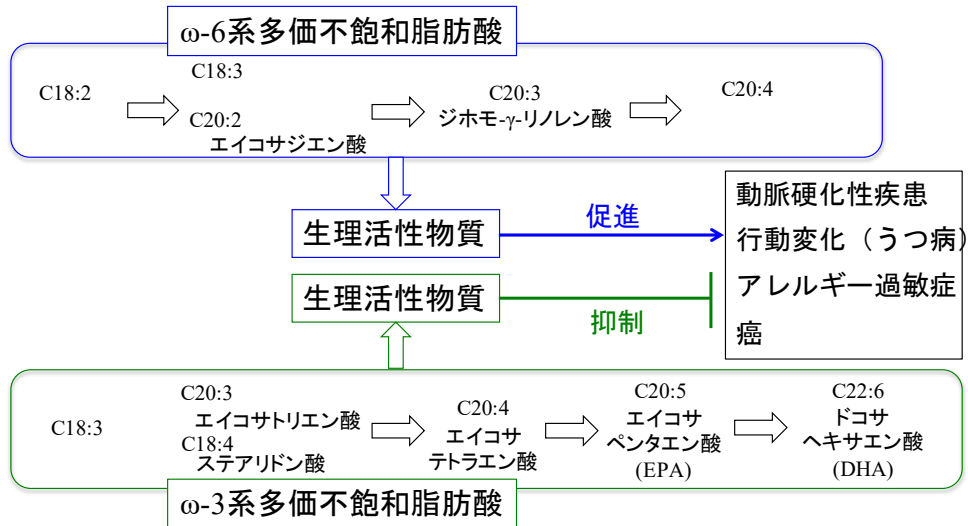 ω-6系多価不飽和脂肪酸
C18:2
C18:3
C20:2
エイコサジエン酸
C20:3
ジホモ-γ-リノレン酸
C20:4
生理活性物質
促進
動脈硬化性疾患
行動変化（うつ病）
アレルギー過敏症
癌
生理活性物質
抑制
C18:3
C20:3
エイコサトリエン酸
C18:4
ステアリドン酸
C20:4
エイコサ
テトラエン酸
C20:5
エイコサ
ペンタエン酸
(EPA)
C22:6
ドコサ
ヘキサエン酸
(DHA)
ω-3系多価不飽和脂肪酸